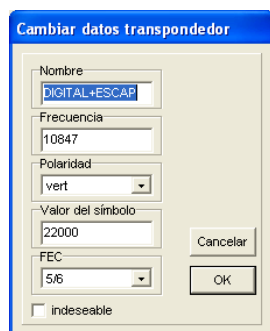 Cambiar datos transpondedor
Nombre
DIGITAL+ESCAP
Frecuencia
10847
Polaridad
vert
Valor del símbolo
22000
FEC
5/6
Cancelar
OK
indeseable